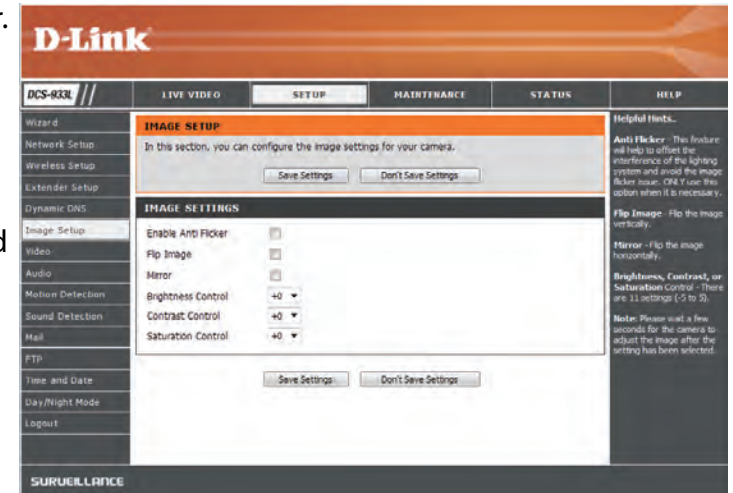 r.
D-Link
DCS-933L
LIVE VIDEO
SETUP
MAINTENANCE
STATUS
HELP
Wizard
Network Setup
Wireless Setup
Extender Setup
Dynamic DNS
Image Setup
d
Video
Audio
Motion Detection
Sound Detection
Mail
FTP
Time and Date
Day/Night Mode
Logout
IMAGE SETUP
In this section, you can configure the image settings for your camera.
Save Settings
Don't Save Settings
IMAGE SETTINGS
Enable Anti Flicker
Flip Image
Mirror
Brightness Control
+0
Contrast Control
+0
Saturation Control
+0
Save Settings
Don't Save Settings
Helpful Hints..
Anti Flicker - This feature
will help to offset the
interference of the lighting
system and avoid the image
flicker issue. ONLY use this
option when it is necessary.
Flip Image - Flip the image
vertically.
Mirror - Flip the image
horizontally.
Brightness, Contrast, or
Saturation Control - There
are 11 settings (-5 to 5).
Note: Please wait a few
seconds for the camera to
adjust the image after the
setting has been selected.
SURVEILLANCE